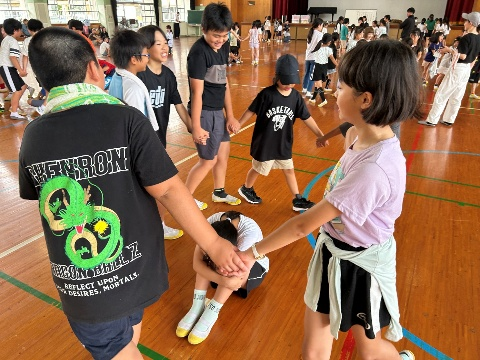 SHENRON
DRAGON BALL Z
REFLECT UPON
YOUR DESIRES, MORTALS.
BASKETBALL